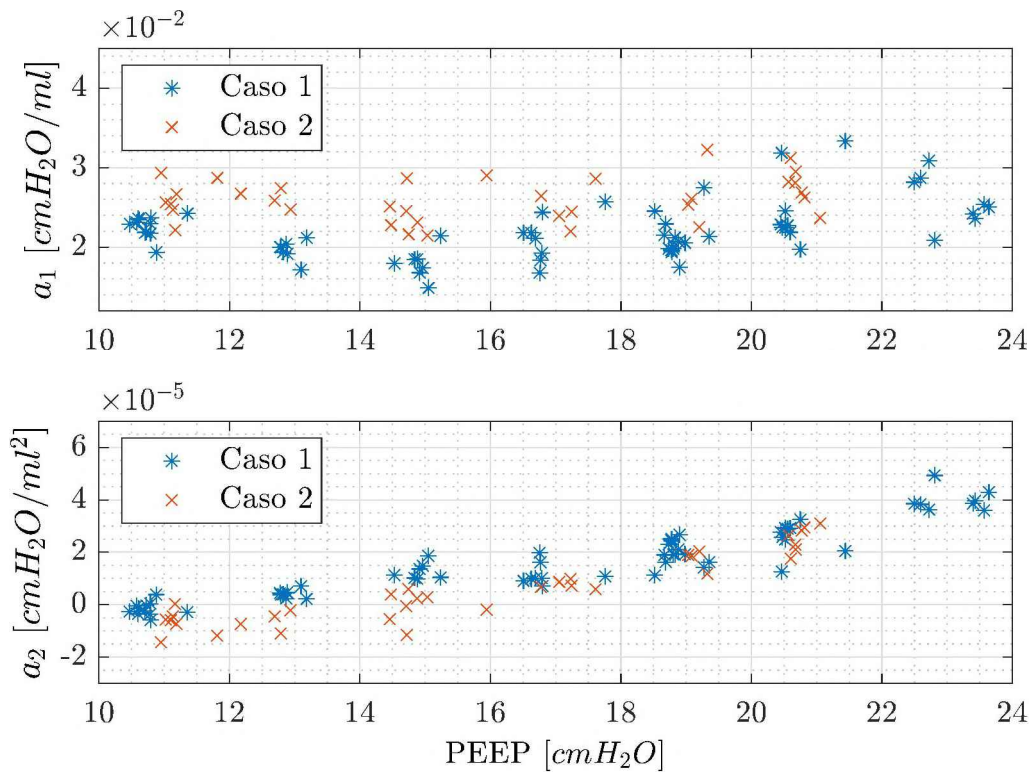 ×10⁻²
4
3
2
a₁ [cmH₂O/ml]
Caso 1
Caso 2
10 12 14 16 18 20 22 24
×10⁻⁵
6
4
2
0
-2
a₂ [cmH₂O/ml²]
Caso 1
Caso 2
10 12 14 16 18 20 22 24
PEEP [cmH₂O]